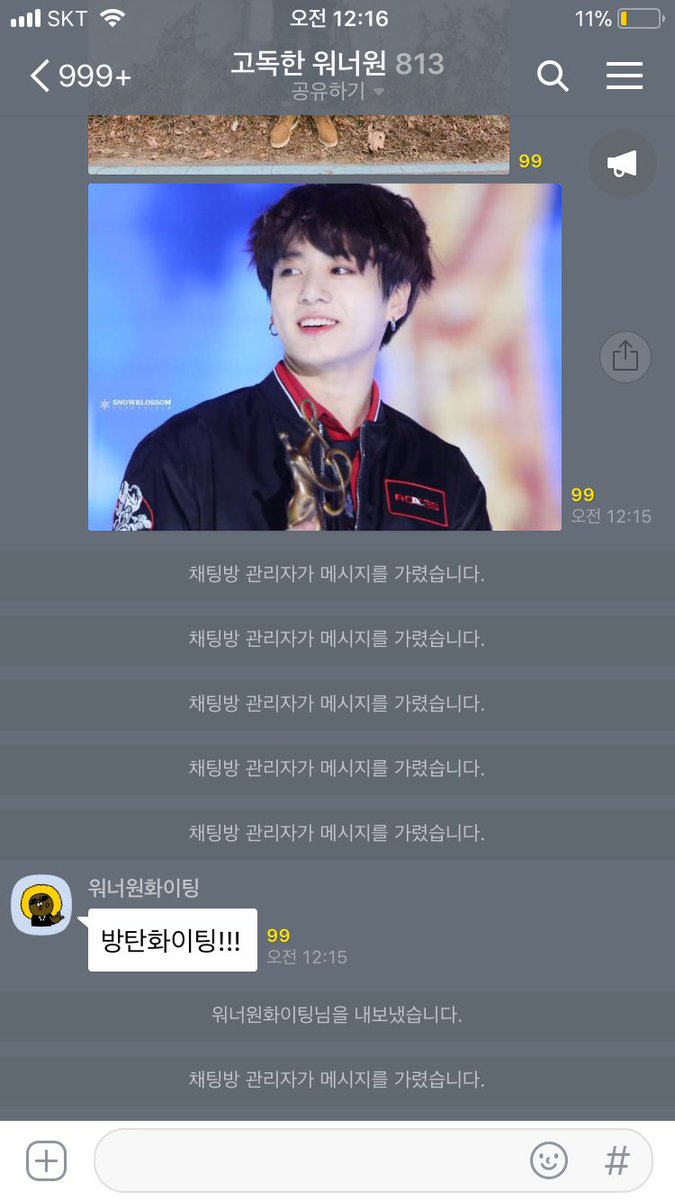 SKT 오전 12:16 11%
999+ 고독한 워너원 813
공유하기
99
SNOWBLOSSOM
99
오전 12:15
채팅방 관리자가 메시지를 가렸습니다.
채팅방 관리자가 메시지를 가렸습니다.
채팅방 관리자가 메시지를 가렸습니다.
채팅방 관리자가 메시지를 가렸습니다.
채팅방 관리자가 메시지를 가렸습니다.
워너원화이팅
방탄화이팅!!! 99
오전 12:15
워너원화이팅님을 내보냈습니다.
채팅방 관리자가 메시지를 가렸습니다.
#